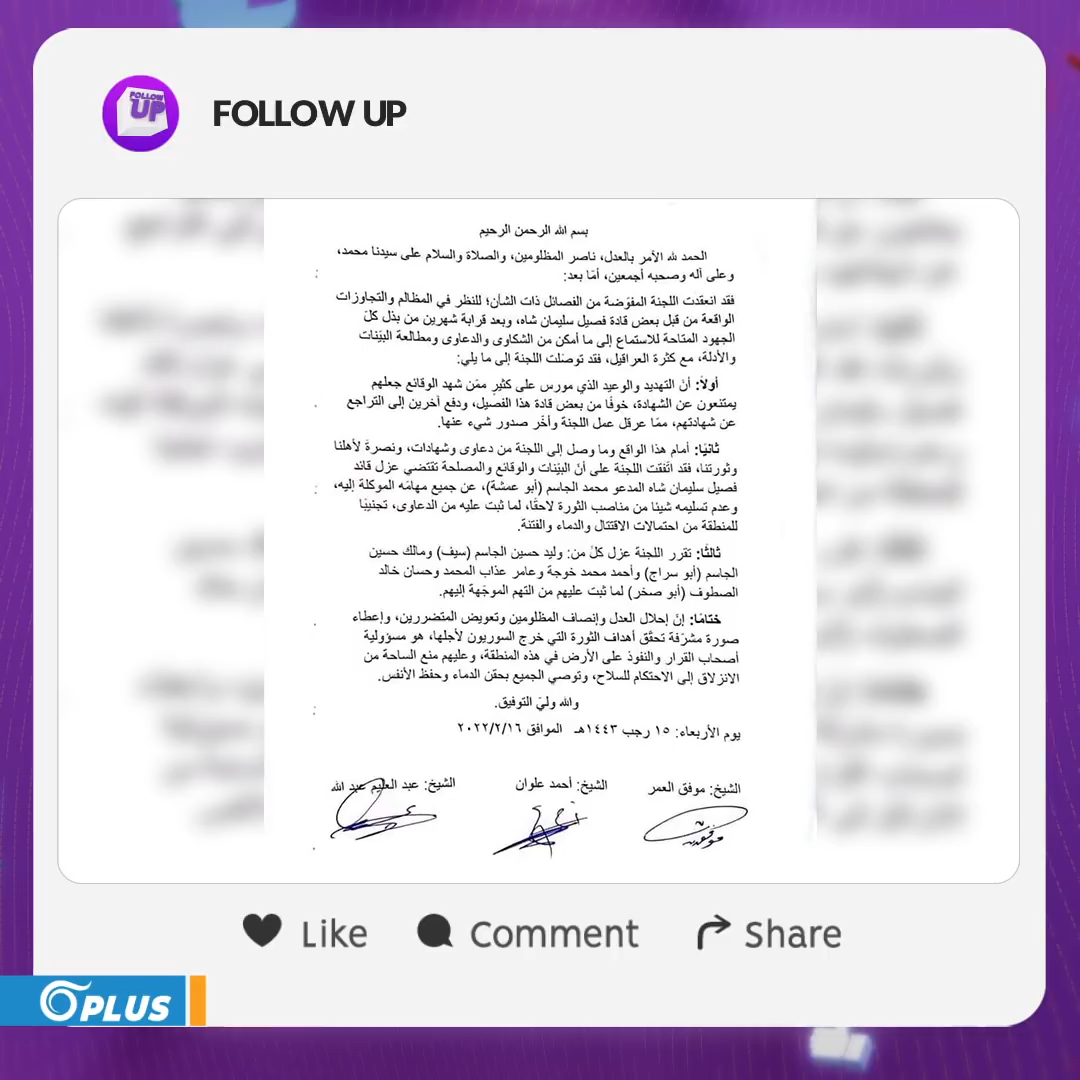 FOLLOW UP
FOLLOW UP
بسم الله الرحمن الرحيم
الحمد لله الآمر بالعدل، ناصر المظلومين، والصلاة والسلام على سيدنا محمد،
وعلى آله وصحبه أجمعين، أمّا بعد:
فقد انعقدت اللجنة المفوّضة من الفصائل ذات الشأن؛ للنظر في المظالم والتجاوزات
الواقعة من قبل بعض قادة فصيل سليمان شاه، وبعد قرابة شهرين من بذل كلّ
الجهود المتاحة للاستماع إلى ما أمكن من الشكاوى والدعاوى ومطالعة البيّنات
والأدلة، مع كثرة العراقيل، فقد توصّلت اللجنة إلى ما يلي:
أولاً: أنّ التهديد والوعيد الذي مورس على كثيرٍ ممّن شهد الوقائع جعلهم
يمتنعون عن الشهادة، خوفًا من بعض قادة هذا الفصيل، ودفع آخرين إلى التراجع
عن شهادتهم، ممّا عرقل عمل اللجنة وأخّر صدور شيء عنها.
ثانيًا: أمام هذا الواقع وما وصل إلى اللجنة من دعاوى وشهادات، ونصرةً لأهلنا
وثورتنا، فقد اتّفقت اللجنة على أنّ البيّنات والوقائع والمصلحة تقتضي عزل قائد
فصيل سليمان شاه المدعو محمد الجاسم (أبو عمشة)، عن جميع مهامّه الموكلة إليه،
وعدم تسليمه شيئا من مناصب الثورة لاحقًا، لما ثبت عليه من الدعاوى، تجنيبًا
للمنطقة من احتمالات الاقتتال والدماء والفتنة.
ثالثًا: تقرر اللجنة عزل كلّ من: وليد حسين الجاسم (سيف) ومالك حسين
الجاسم (أبو سراج) وأحمد محمد خوجة وعامر عذاب المحمد وحسان خالد
الصطوف (أبو صخر) لما ثبت عليهم من التهم الموجّهة إليهم.
ختامًا: إنّ إحلال العدل وإنصاف المظلومين وتعويض المتضررين، وإعطاء
صورة مشرّفة تحقّق أهداف الثورة التي خرج السوريون لأجلها، هو مسؤولية
أصحاب القرار والنفوذ على الأرض في هذه المنطقة، وعليهم منع الساحة من
الانزلاق إلى الاحتكام للسلاح، وتوصي الجميع بحقن الدماء وحفظ الأنفس.
والله وليّ التوفيق.
يوم الأربعاء: ١٥ رجب ١٤٤٣هـ الموافق ٢٠٢٢/٢/١٦
الشيخ: موفق العمر الشيخ: أحمد علوان الشيخ: عبد العليم عبد الله
Like Comment Share
PLUS